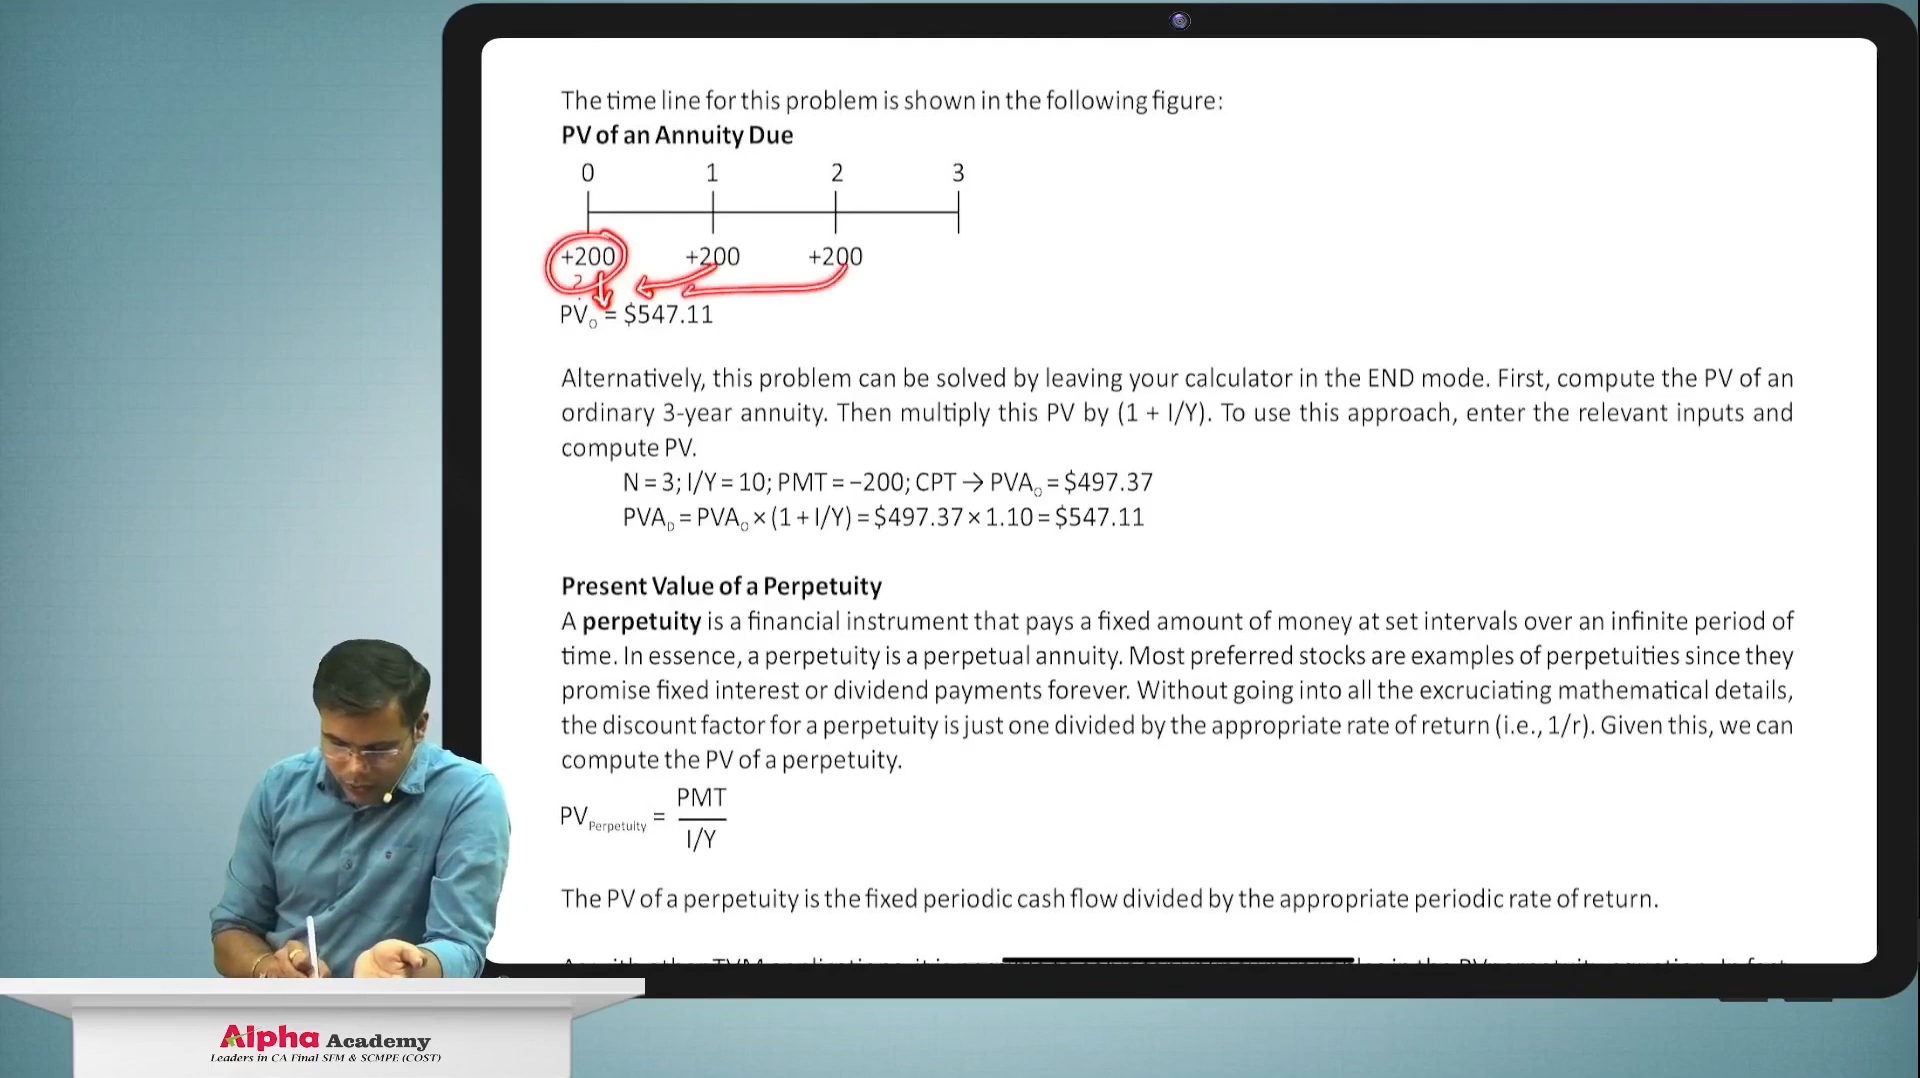 The time line for this problem is shown in the following figure:
PV of an Annuity Due
0 1 2 3
+200 +200 +200
?
PV₀ = $547.11
Alternatively, this problem can be solved by leaving your calculator in the END mode. First, compute the PV of an
ordinary 3-year annuity. Then multiply this PV by (1 + I/Y). To use this approach, enter the relevant inputs and
compute PV.
N = 3; I/Y = 10; PMT = −200; CPT → PVAₒ = $497.37
PVA_D = PVAₒ × (1 + I/Y) = $497.37 × 1.10 = $547.11
Present Value of a Perpetuity
A perpetuity is a financial instrument that pays a fixed amount of money at set intervals over an infinite period of
time. In essence, a perpetuity is a perpetual annuity. Most preferred stocks are examples of perpetuities since they
promise fixed interest or dividend payments forever. Without going into all the excruciating mathematical details,
the discount factor for a perpetuity is just one divided by the appropriate rate of return (i.e., 1/r). Given this, we can
compute the PV of a perpetuity.
PV Perpetuity = PMT
I/Y
The PV of a perpetuity is the fixed periodic cash flow divided by the appropriate periodic rate of return.
Alpha Academy
Leaders in CA Final SFM & SCMPE (COST)